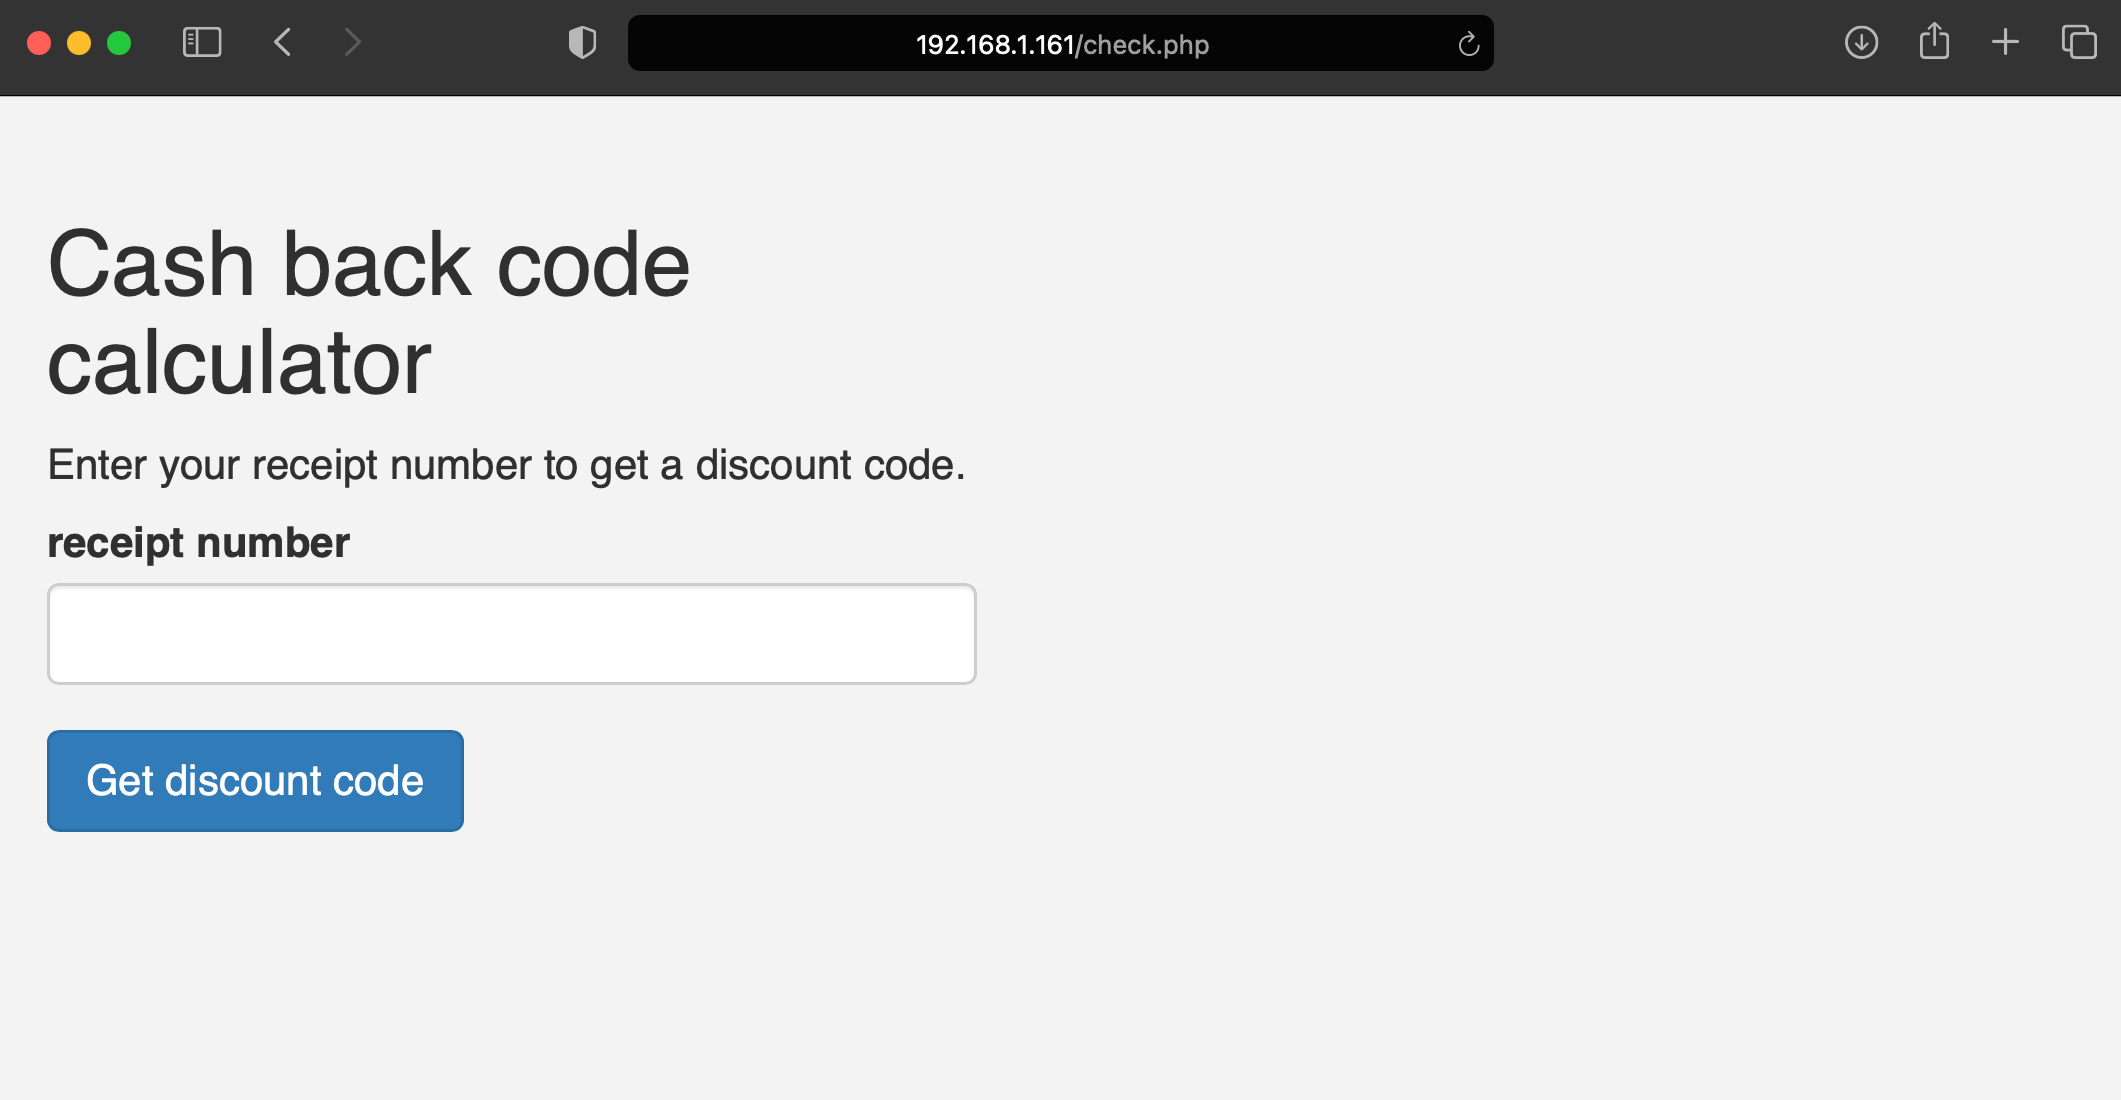 192.168.1.161/check.php
Cash back code
calculator
Enter your receipt number to get a discount code.
receipt number
Get discount code